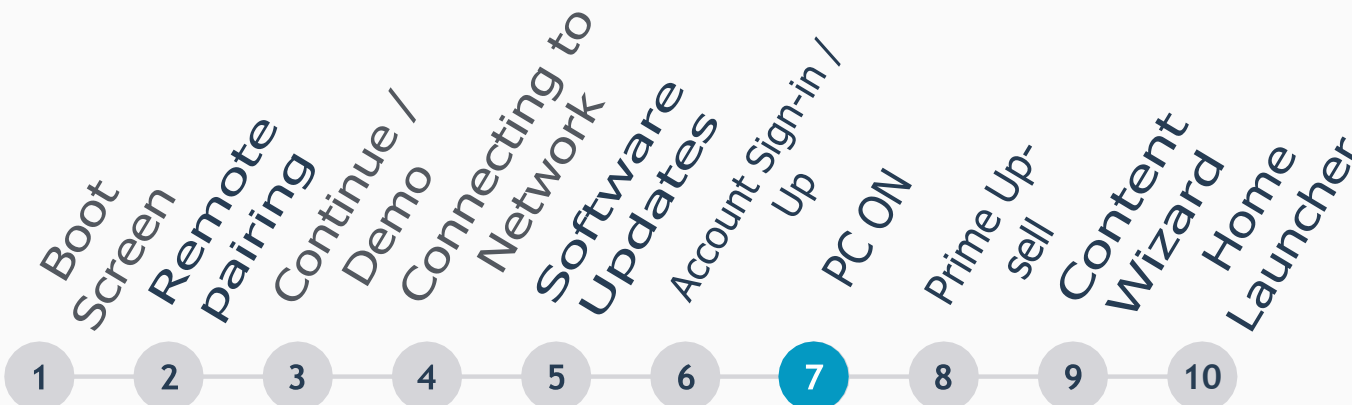 Boot
Screen
Remote
pairing
Continue /
Demo
Connecting to
Network
Software
Updates
Account Sign-in /
Up
PC ON
Prime Up-
sell
Content
Wizard
Home
Launcher
1
2
3
4
5
6
7
8
9
10